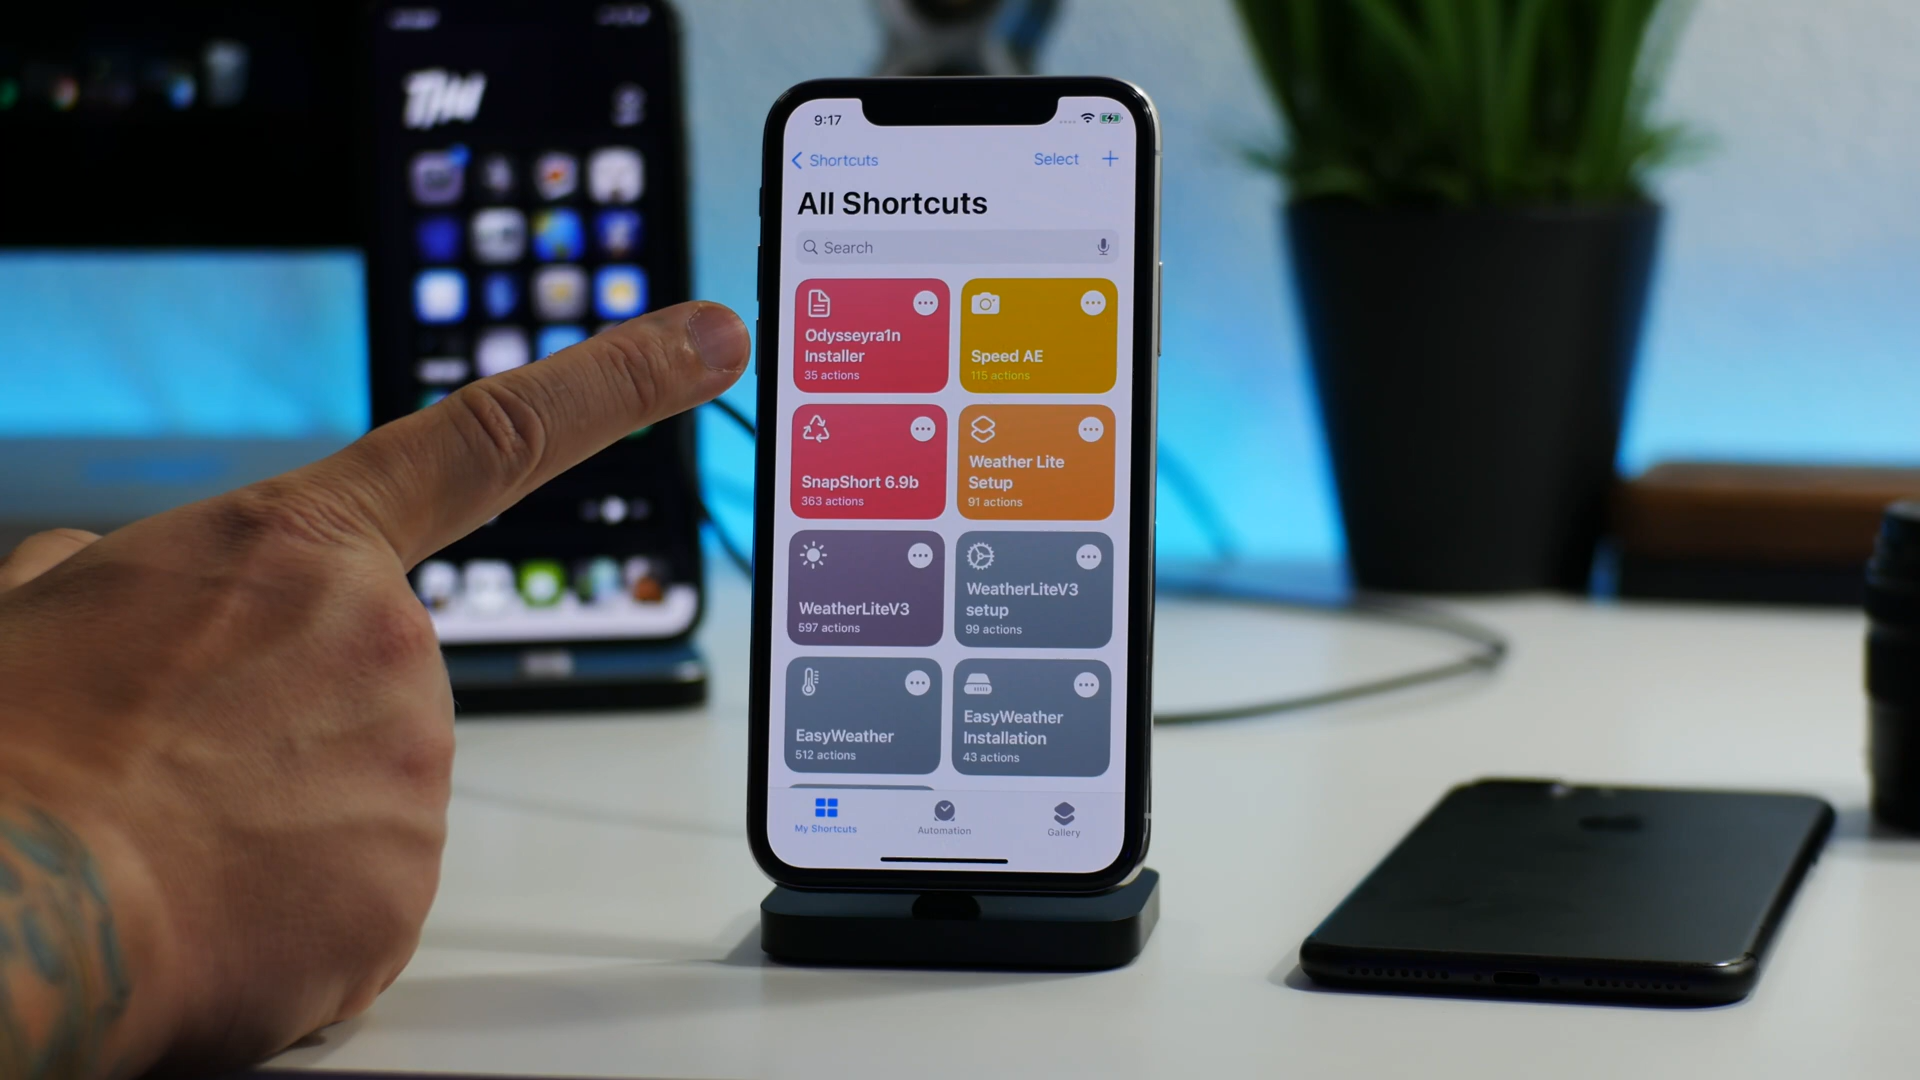 9:17
Shortcuts
Select +
All Shortcuts
Search
Odysseyra1n
Installer
35 actions
Speed AE
115 actions
SnapShort 6.9b
363 actions
Weather Lite
Setup
91 actions
WeatherLiteV3
597 actions
WeatherLiteV3
setup
99 actions
EasyWeather
512 actions
EasyWeather
Installation
43 actions
My Shortcuts
Automation
Gallery